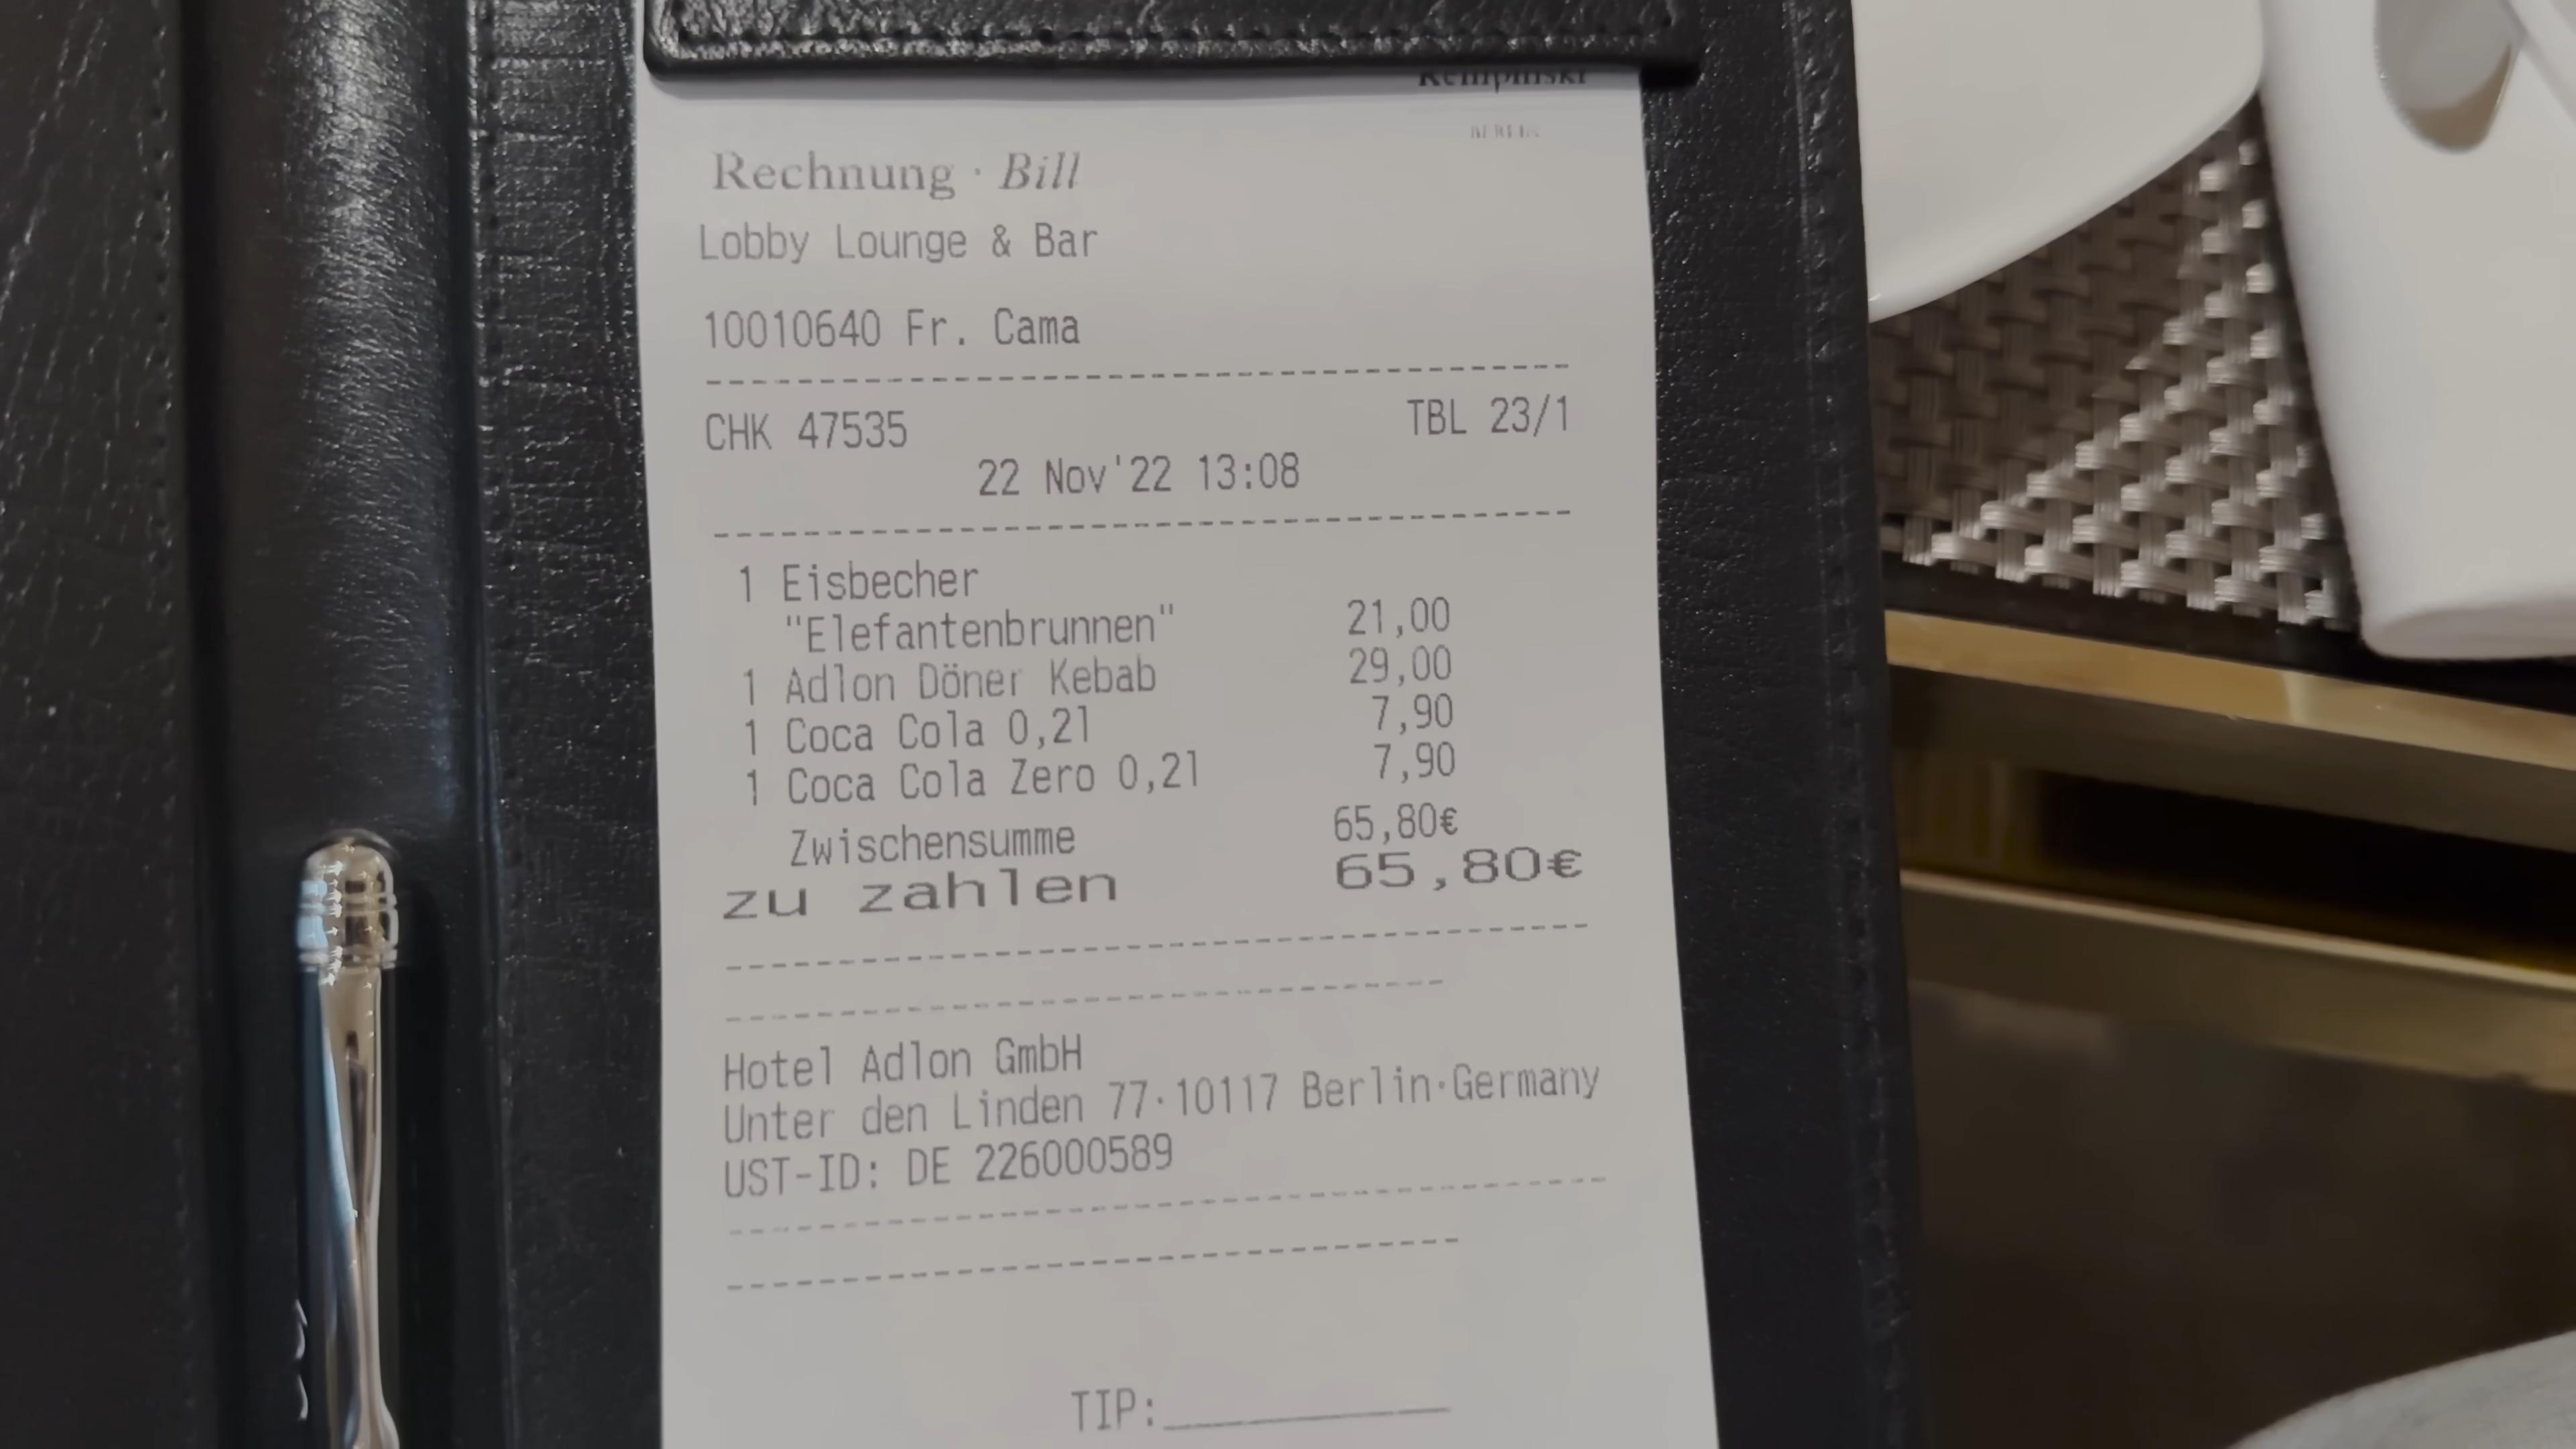 Kempinski
BERLIN
Rechnung · Bill
Lobby Lounge & Bar
10010640 Fr. Cama
CHK 47535 TBL 23/1
22 Nov'22 13:08
1 Eisbecher
"Elefantenbrunnen" 21,00
1 Adlon Döner Kebab 29,00
1 Coca Cola 0,2l 7,90
1 Coca Cola Zero 0,2l 7,90
Zwischensumme 65,80€
zu zahlen 65,80€
Hotel Adlon GmbH
Unter den Linden 77·10117 Berlin·Germany
UST-ID: DE 226000589
TIP: